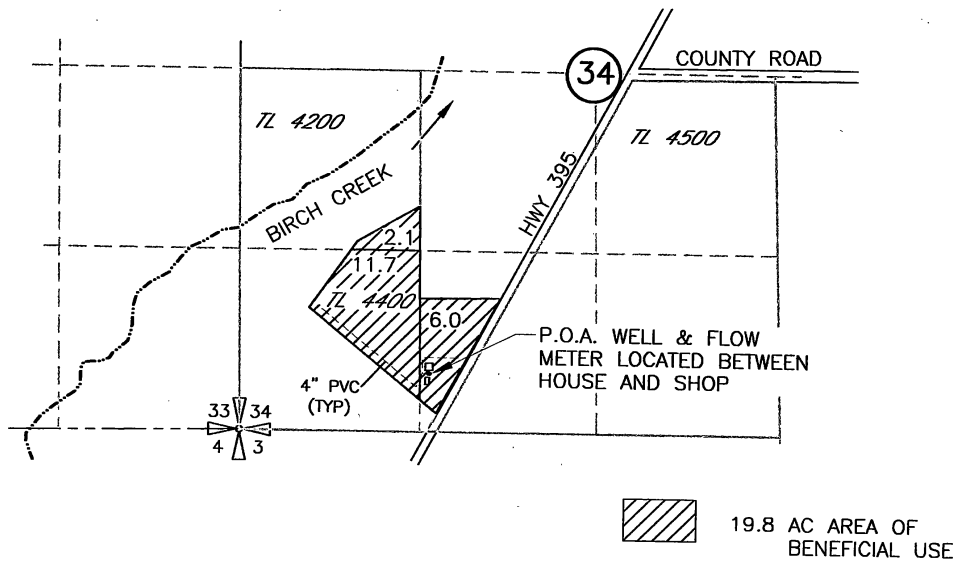 COUNTY ROAD
34
TL 4200
TL 4500
HWY 395
BIRCH CREEK
2.1
11.7
TL 4400
6.0
P.O.A. WELL & FLOW
METER LOCATED BETWEEN
HOUSE AND SHOP
4" PVC
(TYP)
33 34
4 3
19.8 AC AREA OF
BENEFICIAL USE